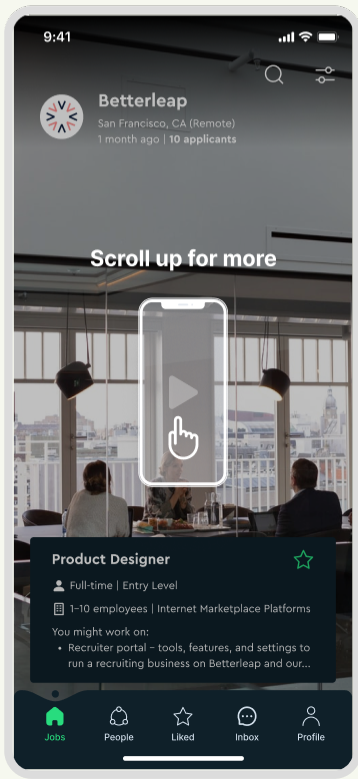 9:41
Betterleap
San Francisco, CA (Remote)
1 month ago | 10 applicants
Scroll up for more
Product Designer
Full-time | Entry Level
1-10 employees | Internet Marketplace Platforms
You might work on:
• Recruiter portal - tools, features, and settings to
run a recruiting business on Betterleap and our...
Jobs People Liked Inbox Profile